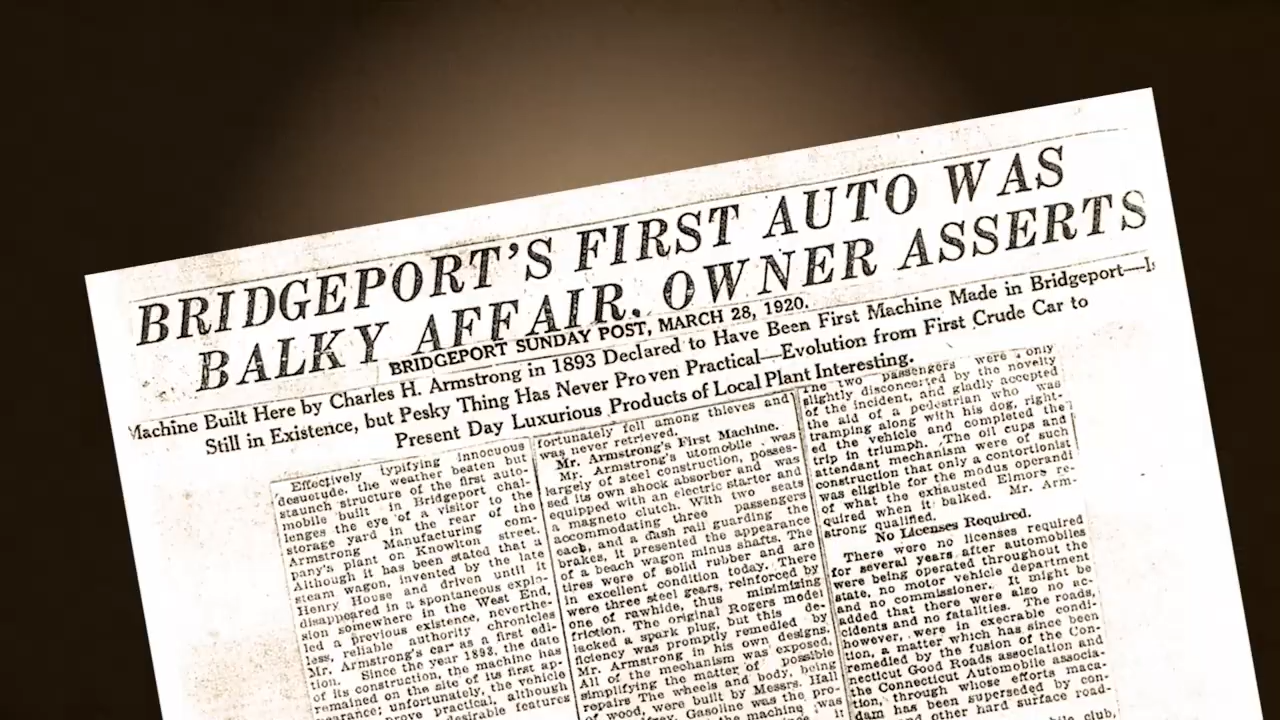 BRIDGEPORT'S FIRST AUTO WAS
BALKY AFFAIR, OWNER ASSERTS
BRIDGEPORT SUNDAY POST, MARCH 28, 1920.
Machine Built Here by Charles H. Armstrong in 1893 Declared to Have Been First Machine Made in Bridgeport—Is
Still in Existence, but Pesky Thing Has Never Proven Practical—Evolution from First Crude Car to
Present Day Luxurious Products of Local Plant Interesting.
Effectively typifying innocuous
desuetude, the weather beaten but
staunch structure of the first auto-
mobile built in Bridgeport chal-
lenges the eye of a visitor to the
storage yard in the rear of the
Armstrong Manufacturing com-
pany's plant on Knowlton street.
Although it has been stated that a
steam wagon, invented by the late
Henry House and driven until it
disappeared in a spontaneous explo-
sion somewhere in the West End,
led a previous existence, neverthe-
less, reliable authority chronicles
Mr. Armstrong's car as a first edi-
tion. Since the year 1893, the date
of its construction, the machine has
remained on the site of its first ap-
pearance; unfortunately, the vehicle
prove practical, although
desirable features
fortunately fell among thieves and
was never retrieved.
Mr. Armstrong's First Machine.
Mr. Armstrong's utomobile was
largely of steel construction, posses-
sed its own shock absorber and was
equipped with an electric starter and
a magneto clutch. With two seats
accommodating three passengers
each, and a dash rail guarding the
brakes, it presented the appearance
of a beach wagon minus shafts. The
tires were of solid rubber and are
in excellent condition today. There
were three steel gears, reinforced by
one of rawhide, thus minimizing
friction. The original Rogers model
lacked a spark plug, but this de-
ficiency was promptly remedied by
Mr. Armstrong in his own designs.
All of the mechanism was exposed,
simplifying the matter of possible
repairs. The wheels and body, being
of wood, were built by Messrs. Hall
Gasoline was the pro-
the machine was
The two passengers were only
slightly disconcerted by the novelty
of the incident, and gladly accepted
the aid of a pedestrian who was
tramping along with his dog, right-
ed the vehicle and completed the
trip in triumph. The oil cups and
attendant mechanism were of such
construction that only a contortionist
was eligible for the modus operandi
of what the exhausted Elmore re-
quired when it balked. Mr. Arm-
strong qualified.
No Licenses Required.
There were no licenses required
for several years after automobiles
were being operated throughout the
state, no motor vehicle department
and no commissioner. It might be
added that there were also no ac-
cidents and no fatalities. The roads,
however, were in execrable condi-
tion, a matter which has since been
remedied by the fusion of the Con-
necticut Good Roads association and
the Connecticut Automobile associa-
tion, through whose efforts maca-
dam has been superseded by con-
and other hard surface road-
club,